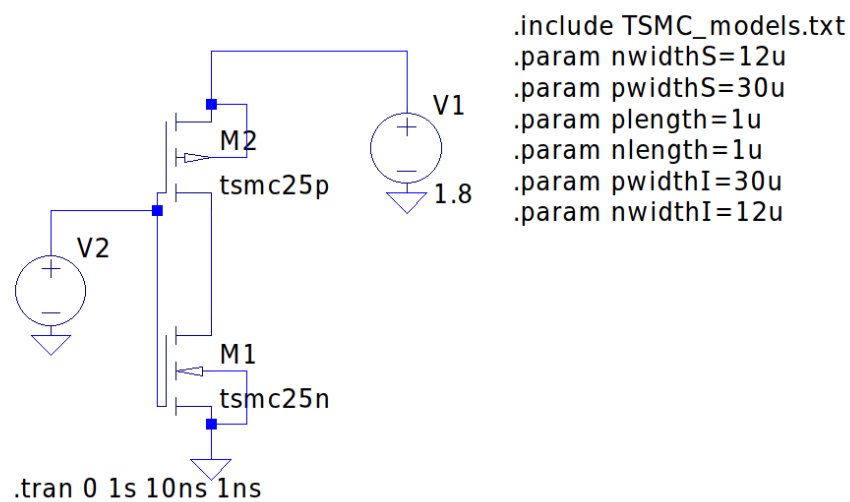 .include TSMC_models.txt
.param nwidthS=12u
.param pwidthS=30u
.param plength=1u
.param nlength=1u
.param pwidthI=30u
.param nwidthI=12u
V1
1.8
M2
tsmc25p
V2
M1
tsmc25n
.tran 0 1s 10ns 1ns